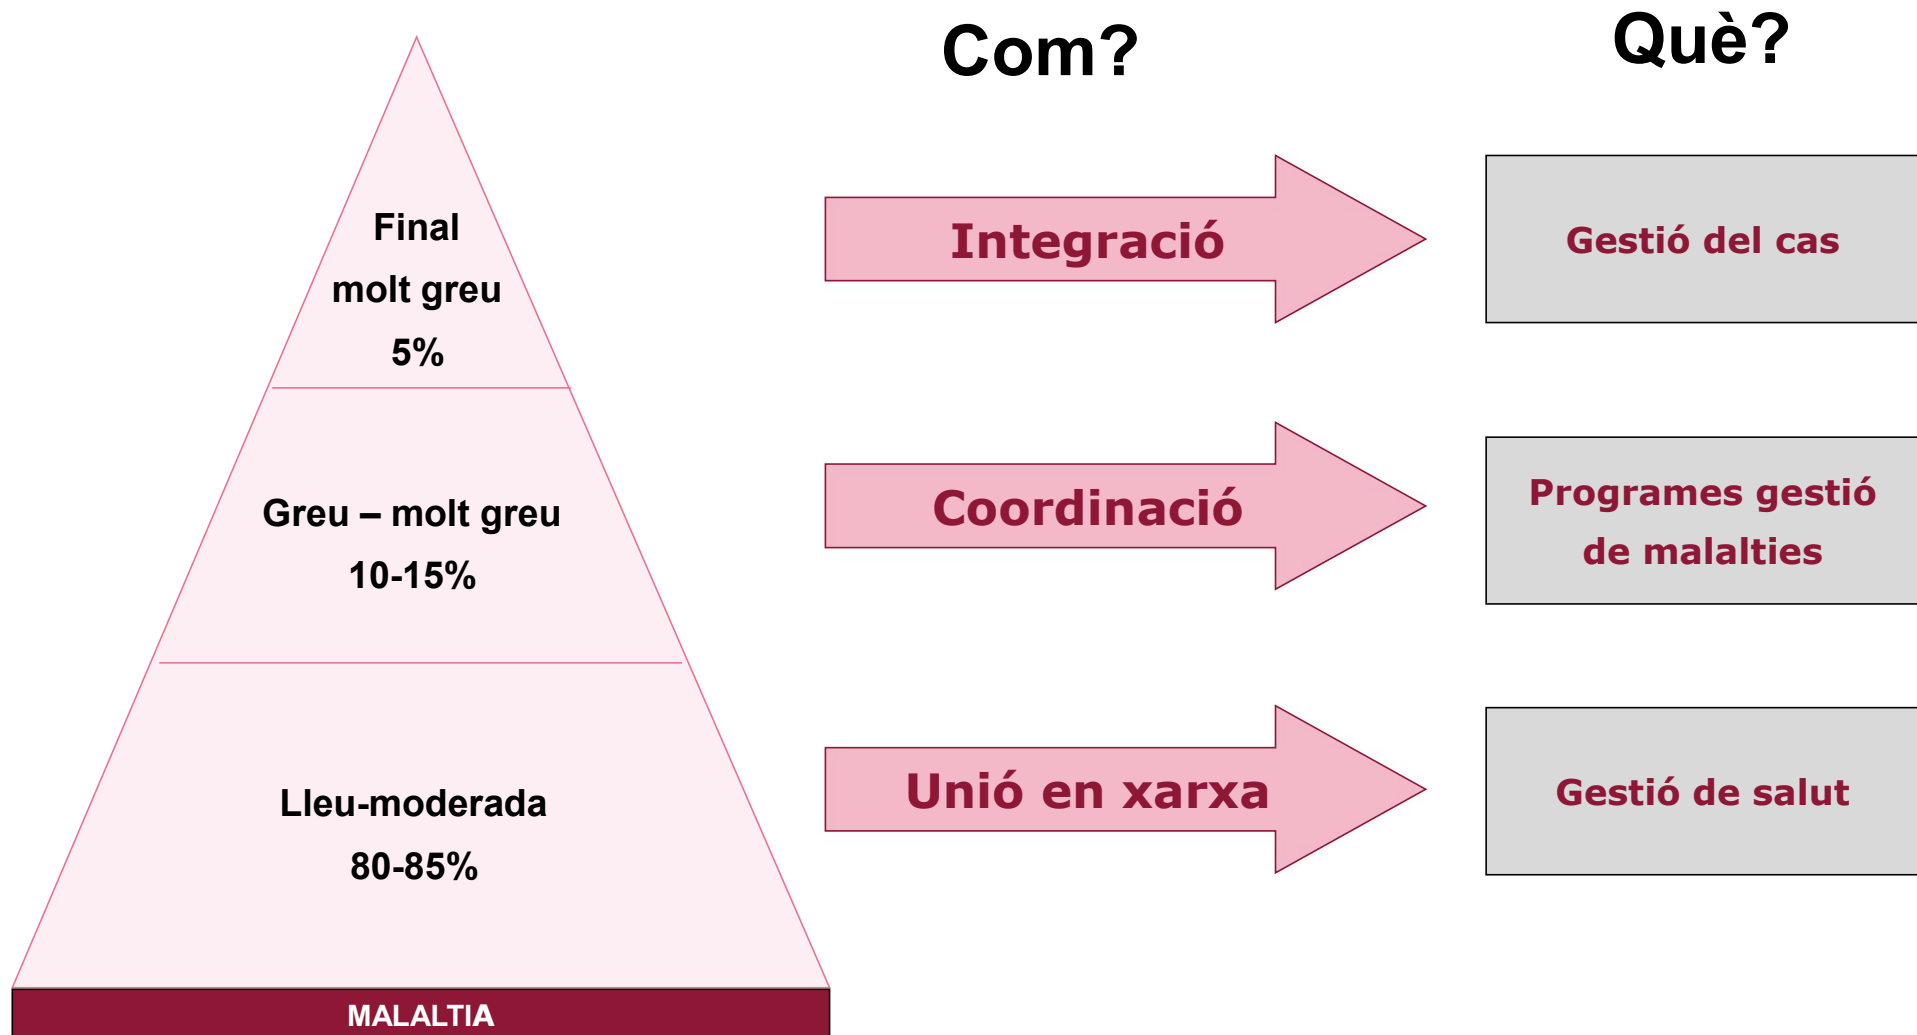 Com?
Què?
Final
molt greu
5%
Integració
Gestió del cas
Greu – molt greu
10-15%
Coordinació
Programes gestió
de malalties
Lleu-moderada
80-85%
Unió en xarxa
Gestió de salut
MALALTIA